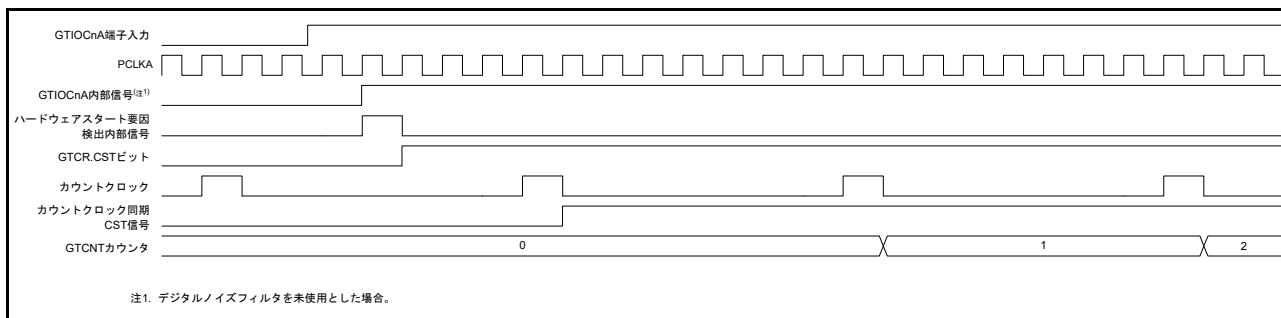 GTIOCnA端子入力
PCLKA
GTIOCnA内部信号(注1)
ハードウェアスタート要因
検出内部信号
GTCR.CSTビット
カウントクロック
カウントクロック同期
CST信号
GTCNTカウンタ
0
1
2
注1. デジタルノイズフィルタを未使用とした場合。